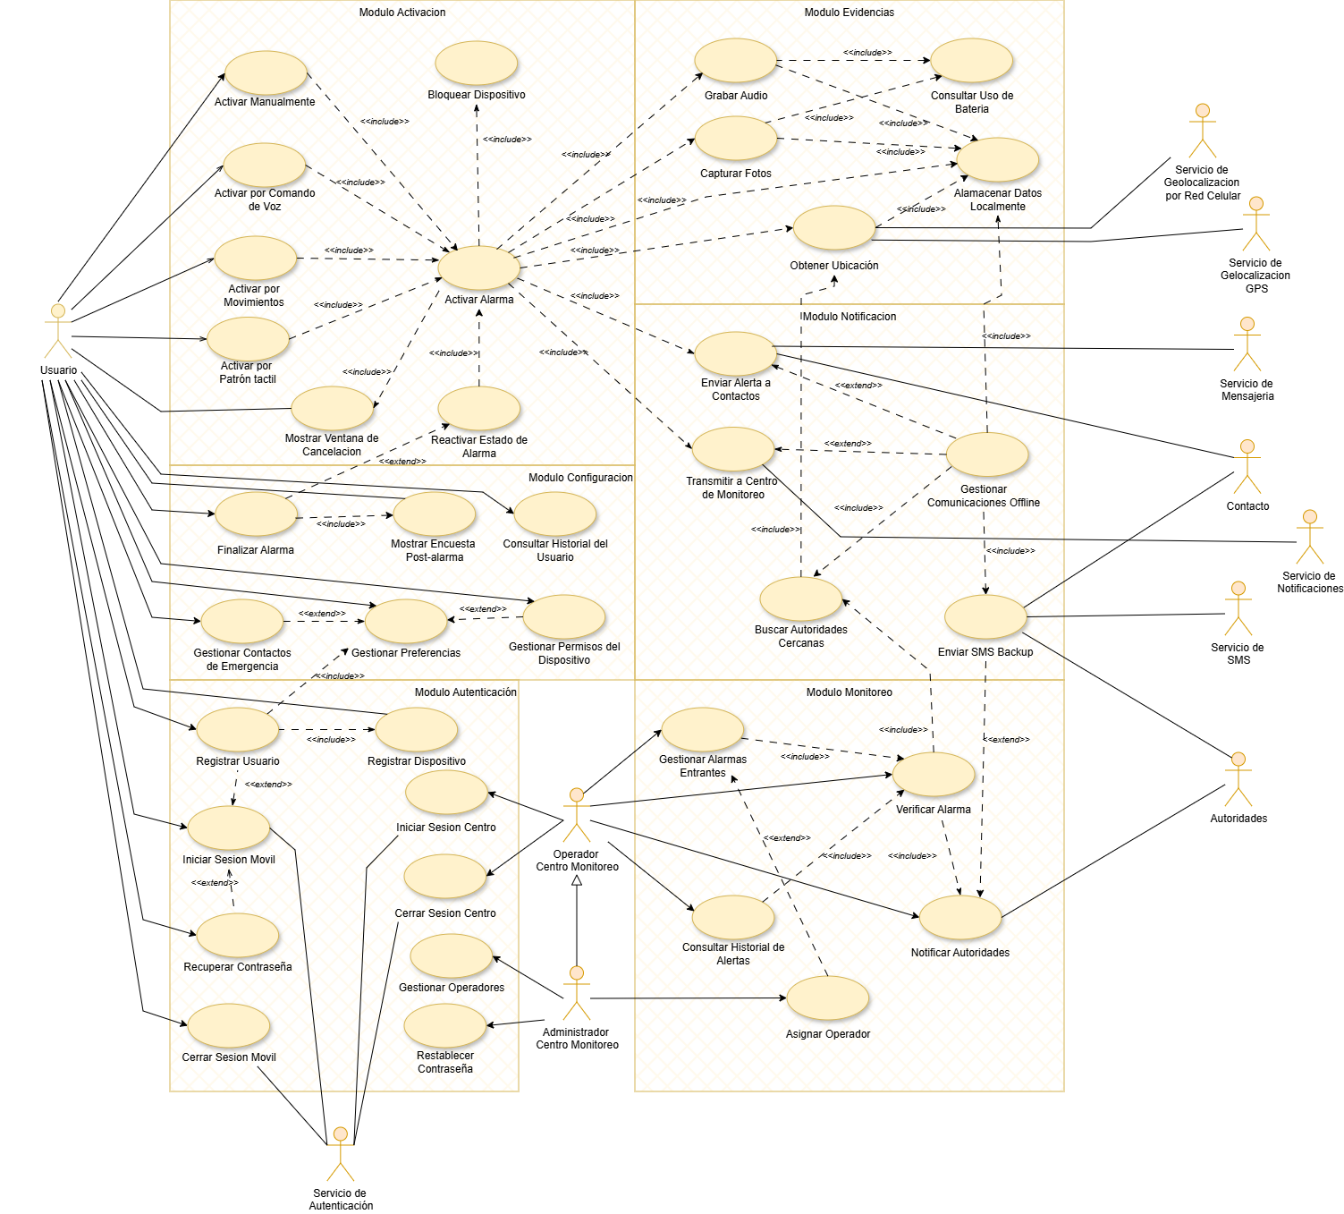 Modulo Activacion
Activar Manualmente
Bloquear Dispositivo
<<include>>
<<include>>
Activar por Comando
de Voz
<<include>>
Activar por
Movimientos
<<include>>
Activar Alarma
<<include>>
Activar por
Patrón tactil
<<include>>
<<include>>
Mostrar Ventana de
Cancelacion
Reactivar Estado de
Alarma
<<extend>>
Usuario
Modulo Evidencias
Grabar Audio
<<include>>
Consultar Uso de
Bateria
<<include>>
<<include>>
<<include>>
Capturar Fotos
<<include>>
Alamacenar Datos
Localmente
<<include>>
<<include>>
<<include>>
<<include>>
Obtener Ubicación
Servicio de
Geolocalizacion
por Red Celular
Servicio de
Gelocalizacion
GPS
Modulo Notificacion
<<include>>
<<include>>
<<include>>
Enviar Alerta a
Contactos
<<extend>>
Transmitir a Centro
de Monitoreo
<<extend>>
Gestionar
Comunicaciones Offline
<<include>>
<<include>>
<<include>>
Buscar Autoridades
Cercanas
Enviar SMS Backup
Servicio de
Mensajeria
Contacto
Servicio de
Notificaciones
Servicio de
SMS
Modulo Configuracion
Finalizar Alarma
<<include>>
Mostrar Encuesta
Post-alarma
Consultar Historial del
Usuario
Gestionar Contactos
de Emergencia
<<extend>>
Gestionar Preferencias
<<extend>>
Gestionar Permisos del
Dispositivo
<<include>>
Modulo Autenticación
Registrar Usuario
<<include>>
Registrar Dispositivo
<<extend>>
Iniciar Sesion Centro
Iniciar Sesion Movil
<<extend>>
Cerrar Sesion Centro
Recuperar Contraseña
Gestionar Operadores
Cerrar Sesion Movil
Restablecer
Contraseña
Operador
Centro Monitoreo
Administrador
Centro Monitoreo
Modulo Monitoreo
Gestionar Alarmas
Entrantes
<<include>>
<<include>>
<<extend>>
Verificar Alarma
<<extend>>
<<include>>
<<include>>
Consultar Historial de
Alertas
Notificar Autoridades
Asignar Operador
Autoridades
Servicio de
Autenticación